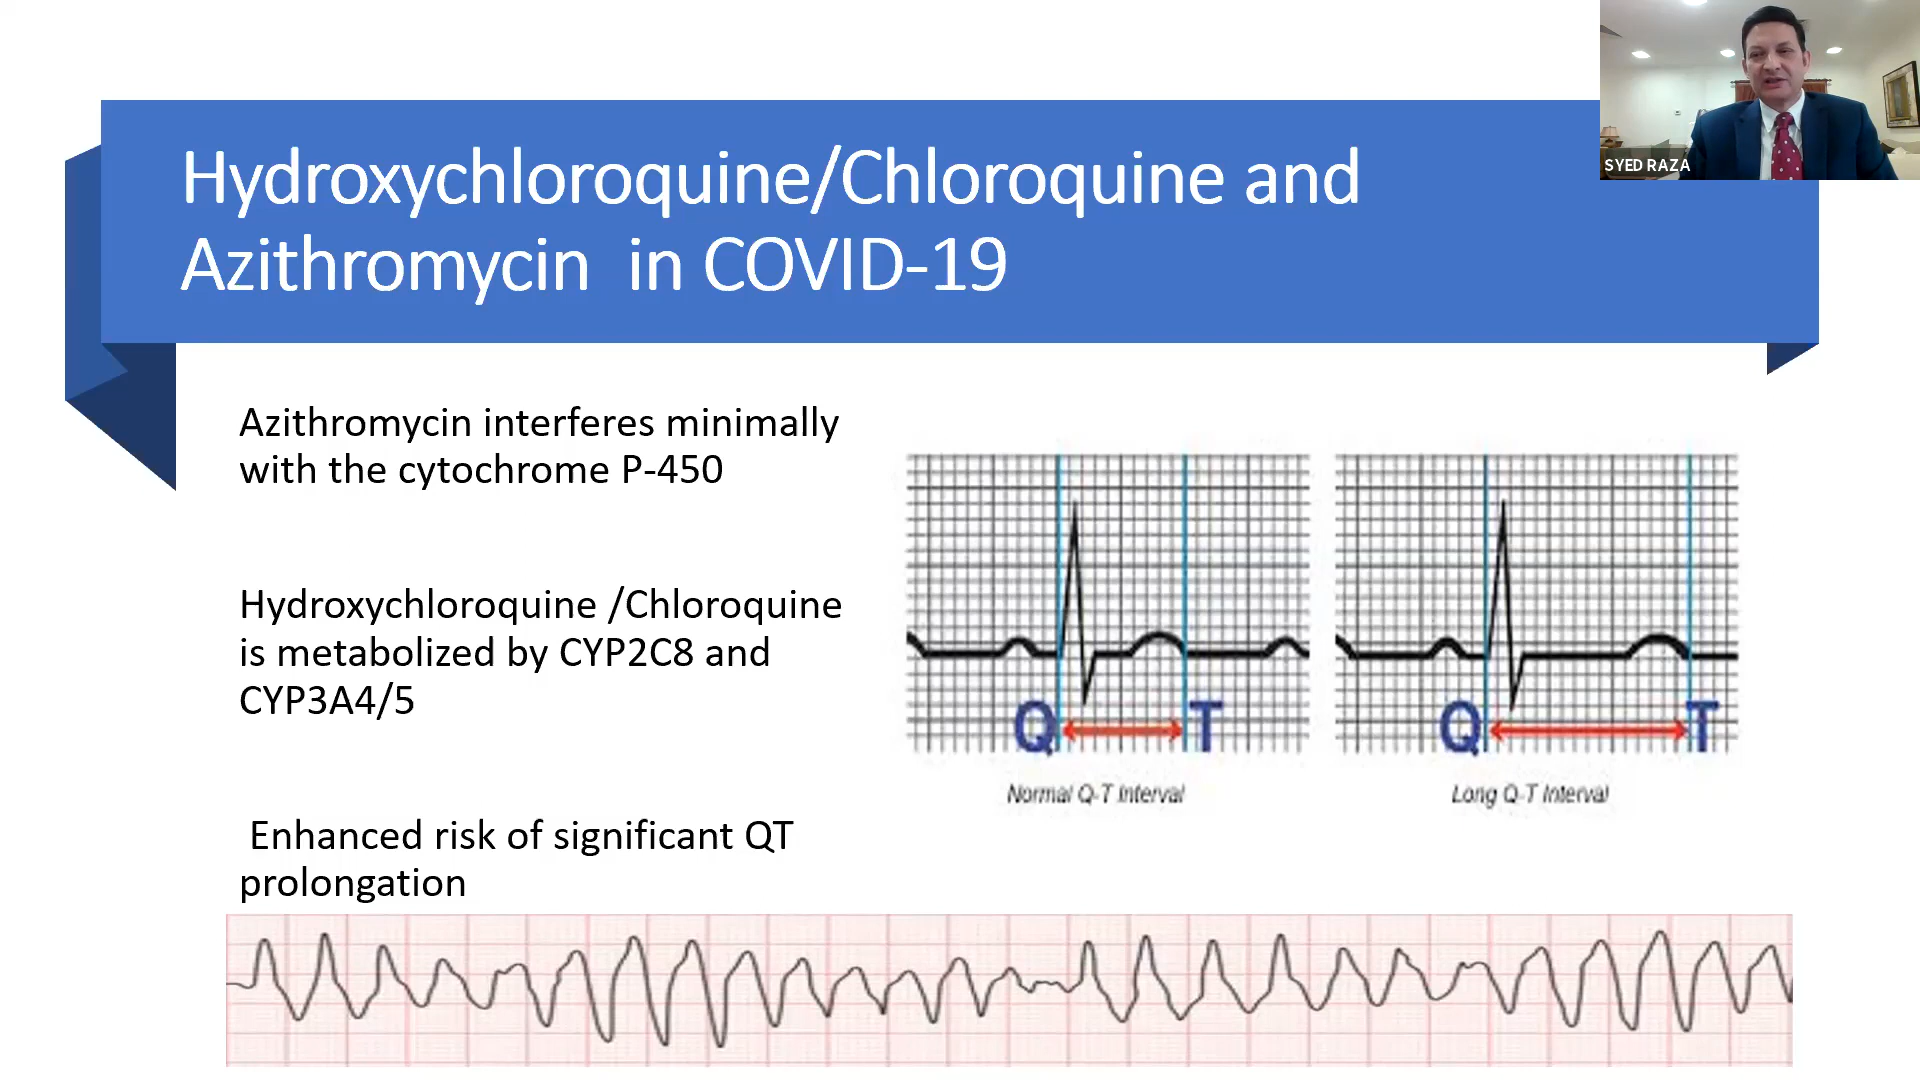 SYED RAZA
Hydroxychloroquine/Chloroquine and
Azithromycin  in COVID-19
Azithromycin interferes minimally
with the cytochrome P-450
Hydroxychloroquine /Chloroquine
is metabolized by CYP2C8 and
CYP3A4/5
Enhanced risk of significant QT
prolongation
Q T
Normal Q-T Interval
Q T
Long Q-T Interval